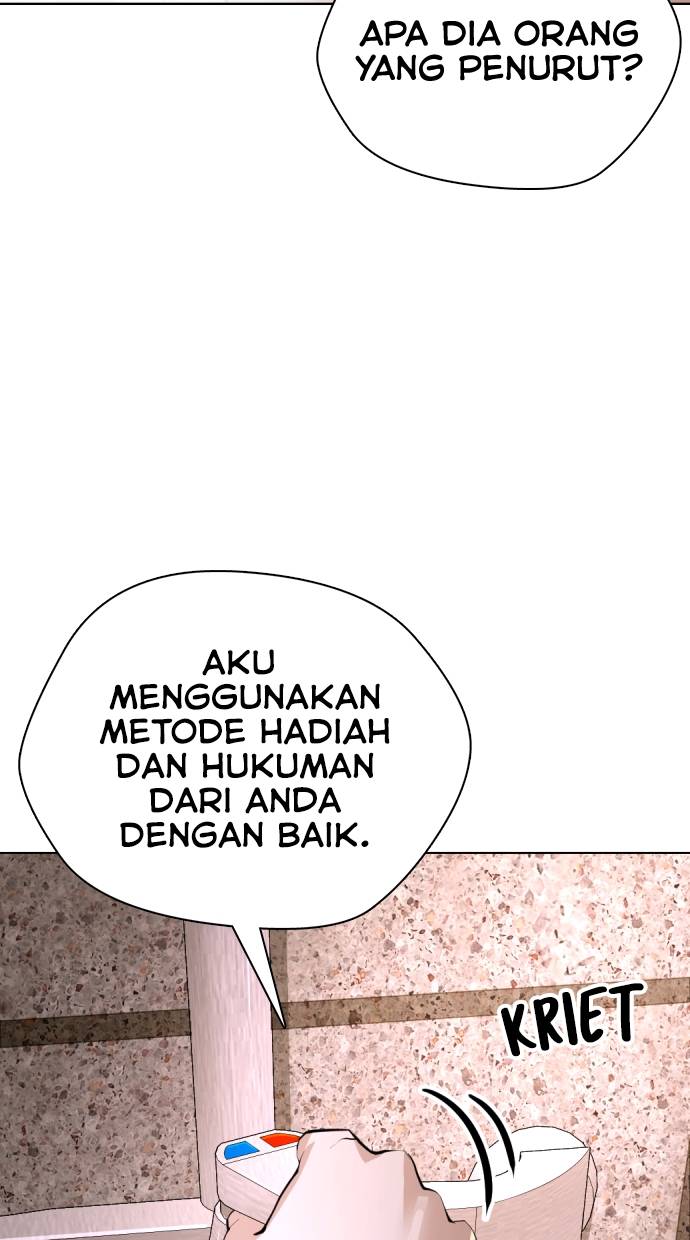 APA DIA ORANG
YANG PENURUT?
AKU
MENGGUNAKAN
METODE HADIAH
DAN HUKUMAN
DARI ANDA
DENGAN BAIK.
KRIET